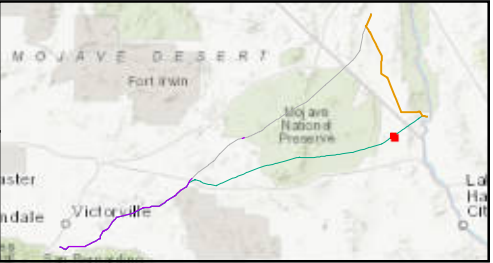 MOJAVE DESERT
Fort Irwin
Mojave
National
Preserve
aster
La
Ha
Cit
ndale
Victorville
San Bernardino